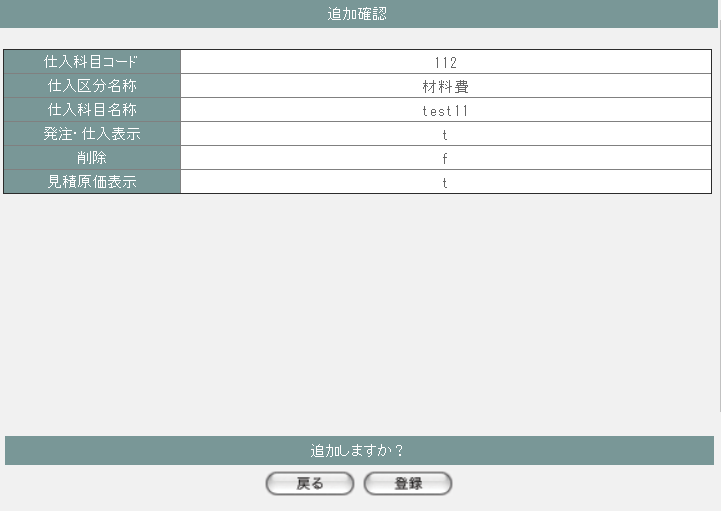 追加確認
仕入科目コード 112
仕入区分名称 材料費
仕入科目名称 test11
発注・仕入表示 t
削除 f
見積原価表示 t
追加しますか？
戻る 登録